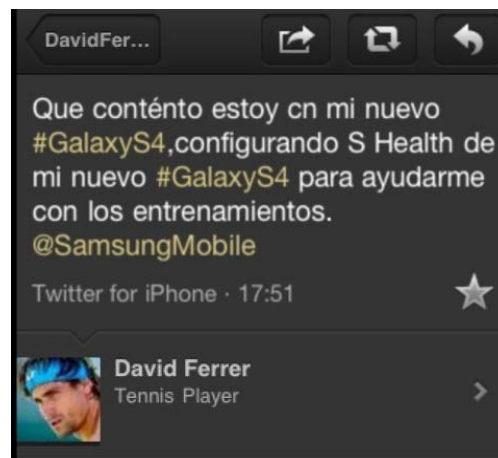 DavidFer...
Que conténto estoy cn mi nuevo
#GalaxyS4,configurando S Health de
mi nuevo #GalaxyS4 para ayudarme
con los entrenamientos.
@SamsungMobile
Twitter for iPhone · 17:51
David Ferrer
Tennis Player